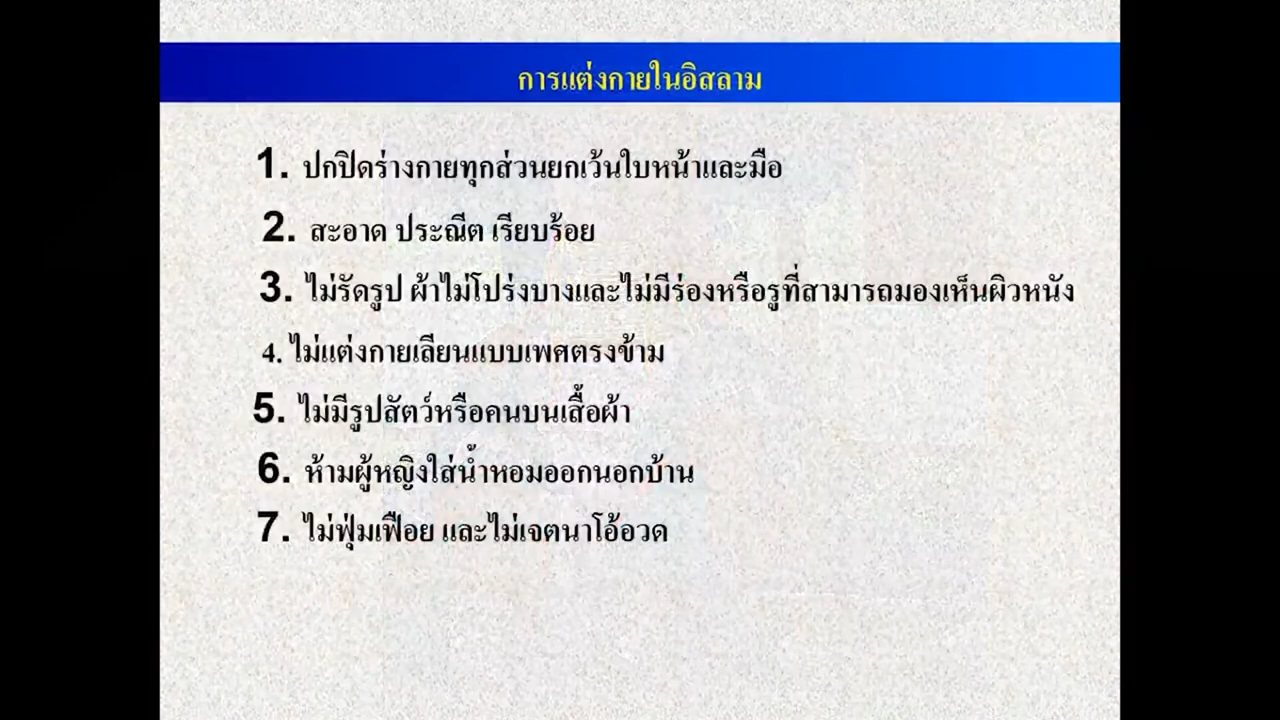 การแต่งกายในอิสลาม
1. ปกปิดร่างกายทุกส่วนยกเว้นใบหน้าและมือ
2. สะอาด ประณีต เรียบร้อย
3. ไม่รัดรูป ผ้าไม่โปร่งบางและไม่มีร่องหรือรูที่สามารถมองเห็นผิวหนัง
4. ไม่แต่งกายเลียนแบบเพศตรงข้าม
5. ไม่มีรูปสัตว์หรือคนบนเสื้อผ้า
6. ห้ามผู้หญิงใส่น้ำหอมออกนอกบ้าน
7. ไม่ฟุ่มเฟือย และไม่เจตนาโอ้อวด